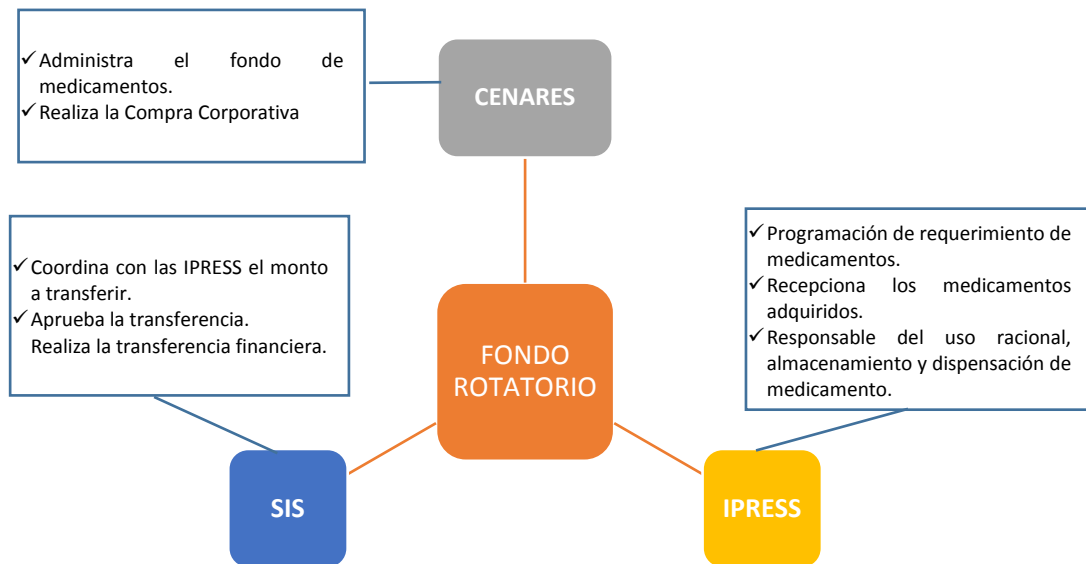 ✓ Administra el fondo de
medicamentos.
✓ Realiza la Compra Corporativa
CENARES
✓ Coordina con las IPRESS el monto
a transferir.
✓ Aprueba la transferencia.
Realiza la transferencia financiera.
✓ Programación de requerimiento de
medicamentos.
✓ Recepciona los medicamentos
adquiridos.
✓ Responsable del uso racional,
almacenamiento y dispensación de
medicamento.
FONDO
ROTATORIO
SIS
IPRESS